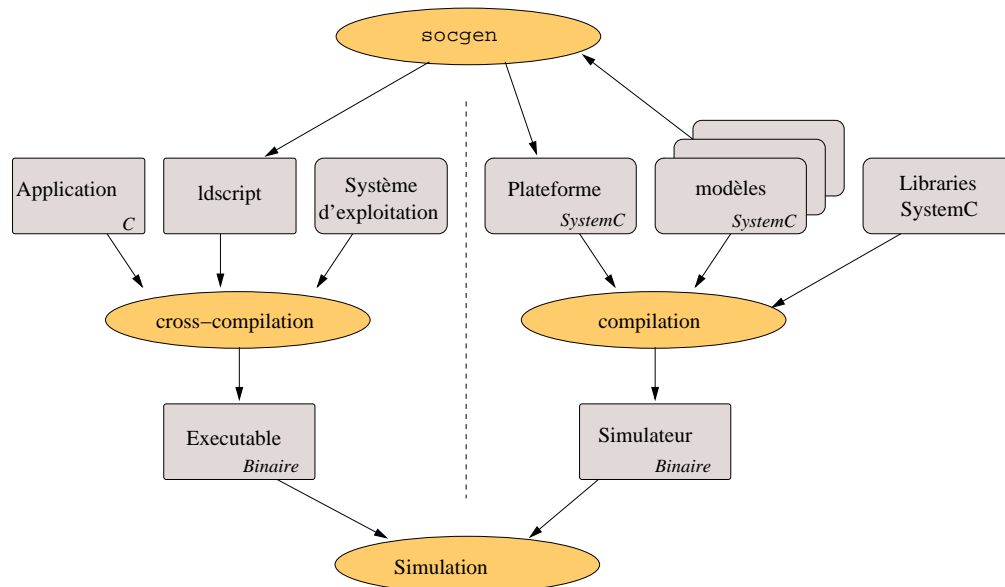 socgen
Application
C
ldscript
Système
d'exploitation
Plateforme
SystemC
modèles
SystemC
Libraries
SystemC
cross−compilation
compilation
Executable
Binaire
Simulateur
Binaire
Simulation